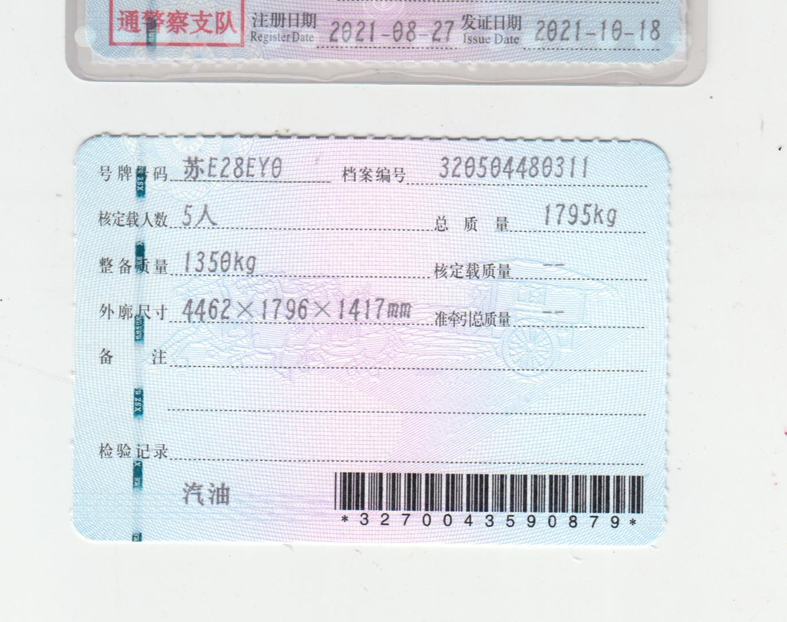 通警察支队 注册日期 2021-08-27 发证日期 2021-10-18
Register Date Issue Date
号牌号码 苏E28EY0 档案编号 320504480311
核定载人数 5人 总质量 1795kg
整备质量 1350kg 核定载质量 --
外廓尺寸 4462×1796×1417mm 准牵引总质量 --
备注
检验记录
汽油
*3270043590879*